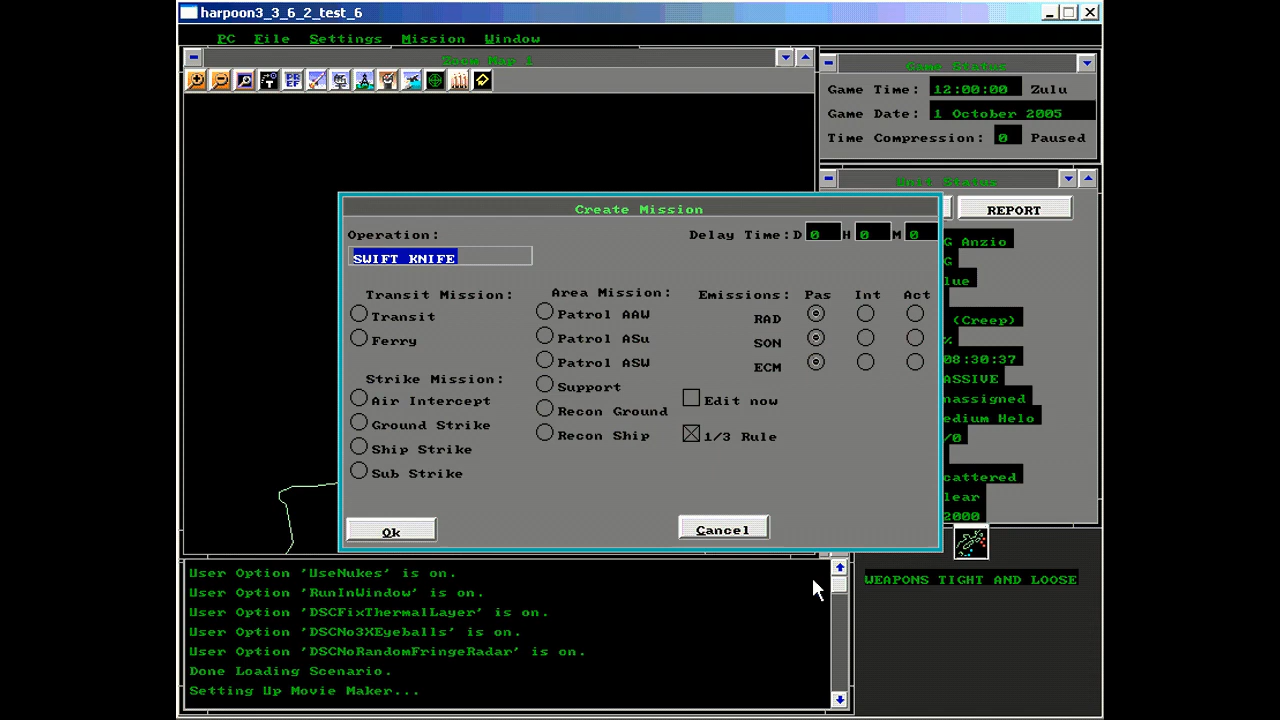 harpoon3_3_6_2_test_6
PC File Settings Mission Window
Zoom Map 1
Game Status
Game Time: 12:00:00 Zulu
Game Date: 1 October 2005
Time Compression: 0 Paused
Unit Status
REPORT
G Anzio
G
lue
(Creep)
%
08:30:37
ASSIVE
nassigned
edium Helo
/0
cattered
lear
2000
Create Mission
Operation:
Delay Time: D 0 H 0 M 0
SWIFT KNIFE
Transit Mission:
Transit
Ferry
Strike Mission:
Air Intercept
Ground Strike
Ship Strike
Sub Strike
Area Mission:
Patrol AAW
Patrol ASu
Patrol ASW
Support
Recon Ground
Recon Ship
Emissions: Pas Int Act
RAD
SON
ECM
Edit now
1/3 Rule
Ok
Cancel
User Option 'UseNukes' is on.
User Option 'RunInWindow' is on.
User Option 'DSCFixThermalLayer' is on.
User Option 'DSCNo3XEyeballs' is on.
User Option 'DSCNoRandomFringeRadar' is on.
Done Loading Scenario.
Setting Up Movie Maker...
WEAPONS TIGHT AND LOOSE